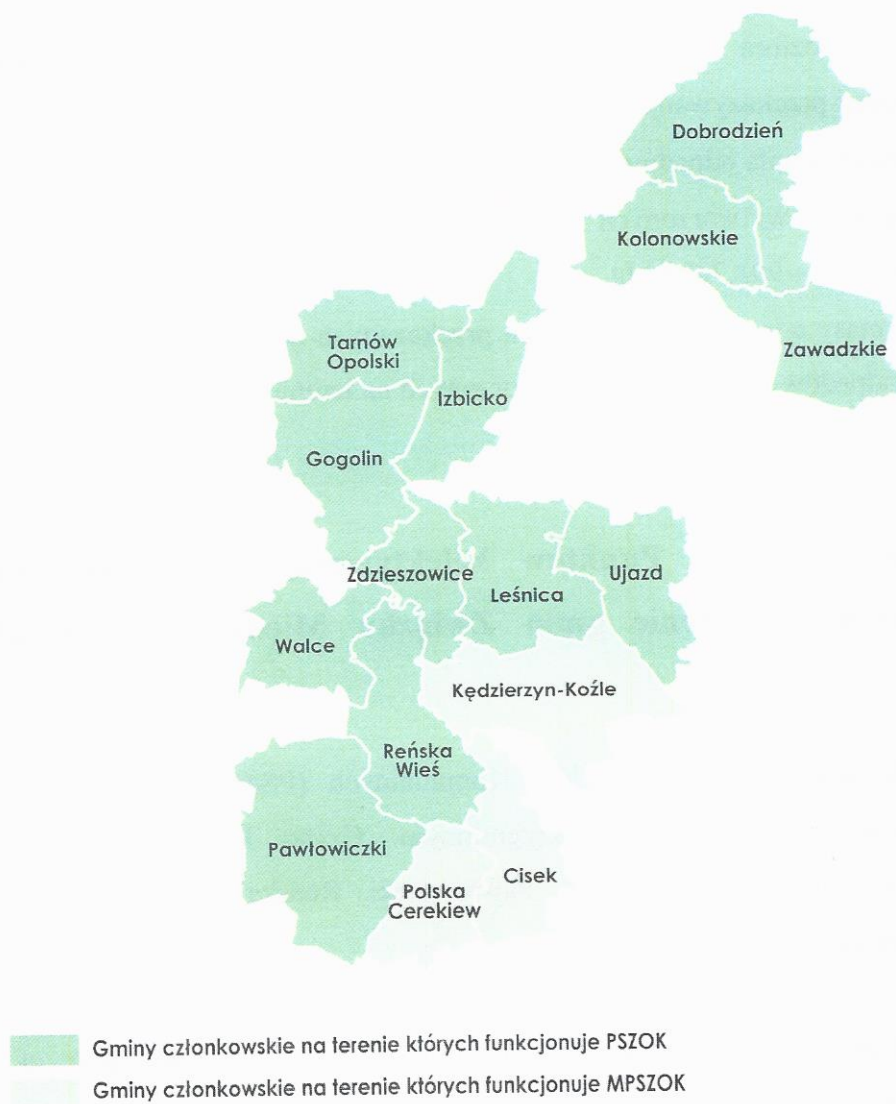 Dobrodzień
Kolonowskie
Zawadzkie
Tarnów
Opolski
Izbicko
Gogolin
Zdzieszowice
Leśnica
Ujazd
Walce
Kędzierzyn-Koźle
Reńska
Wieś
Pawłowiczki
Polska
Cerekiew
Cisek
Gminy członkowskie na terenie których funkcjonuje PSZOK
Gminy członkowskie na terenie których funkcjonuje MPSZOK